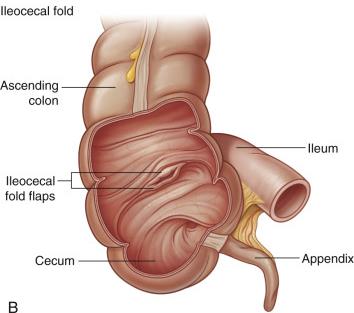 Ileocecal fold
Ascending
colon
Ileum
Ileocecal
fold flaps
Cecum
Appendix
B